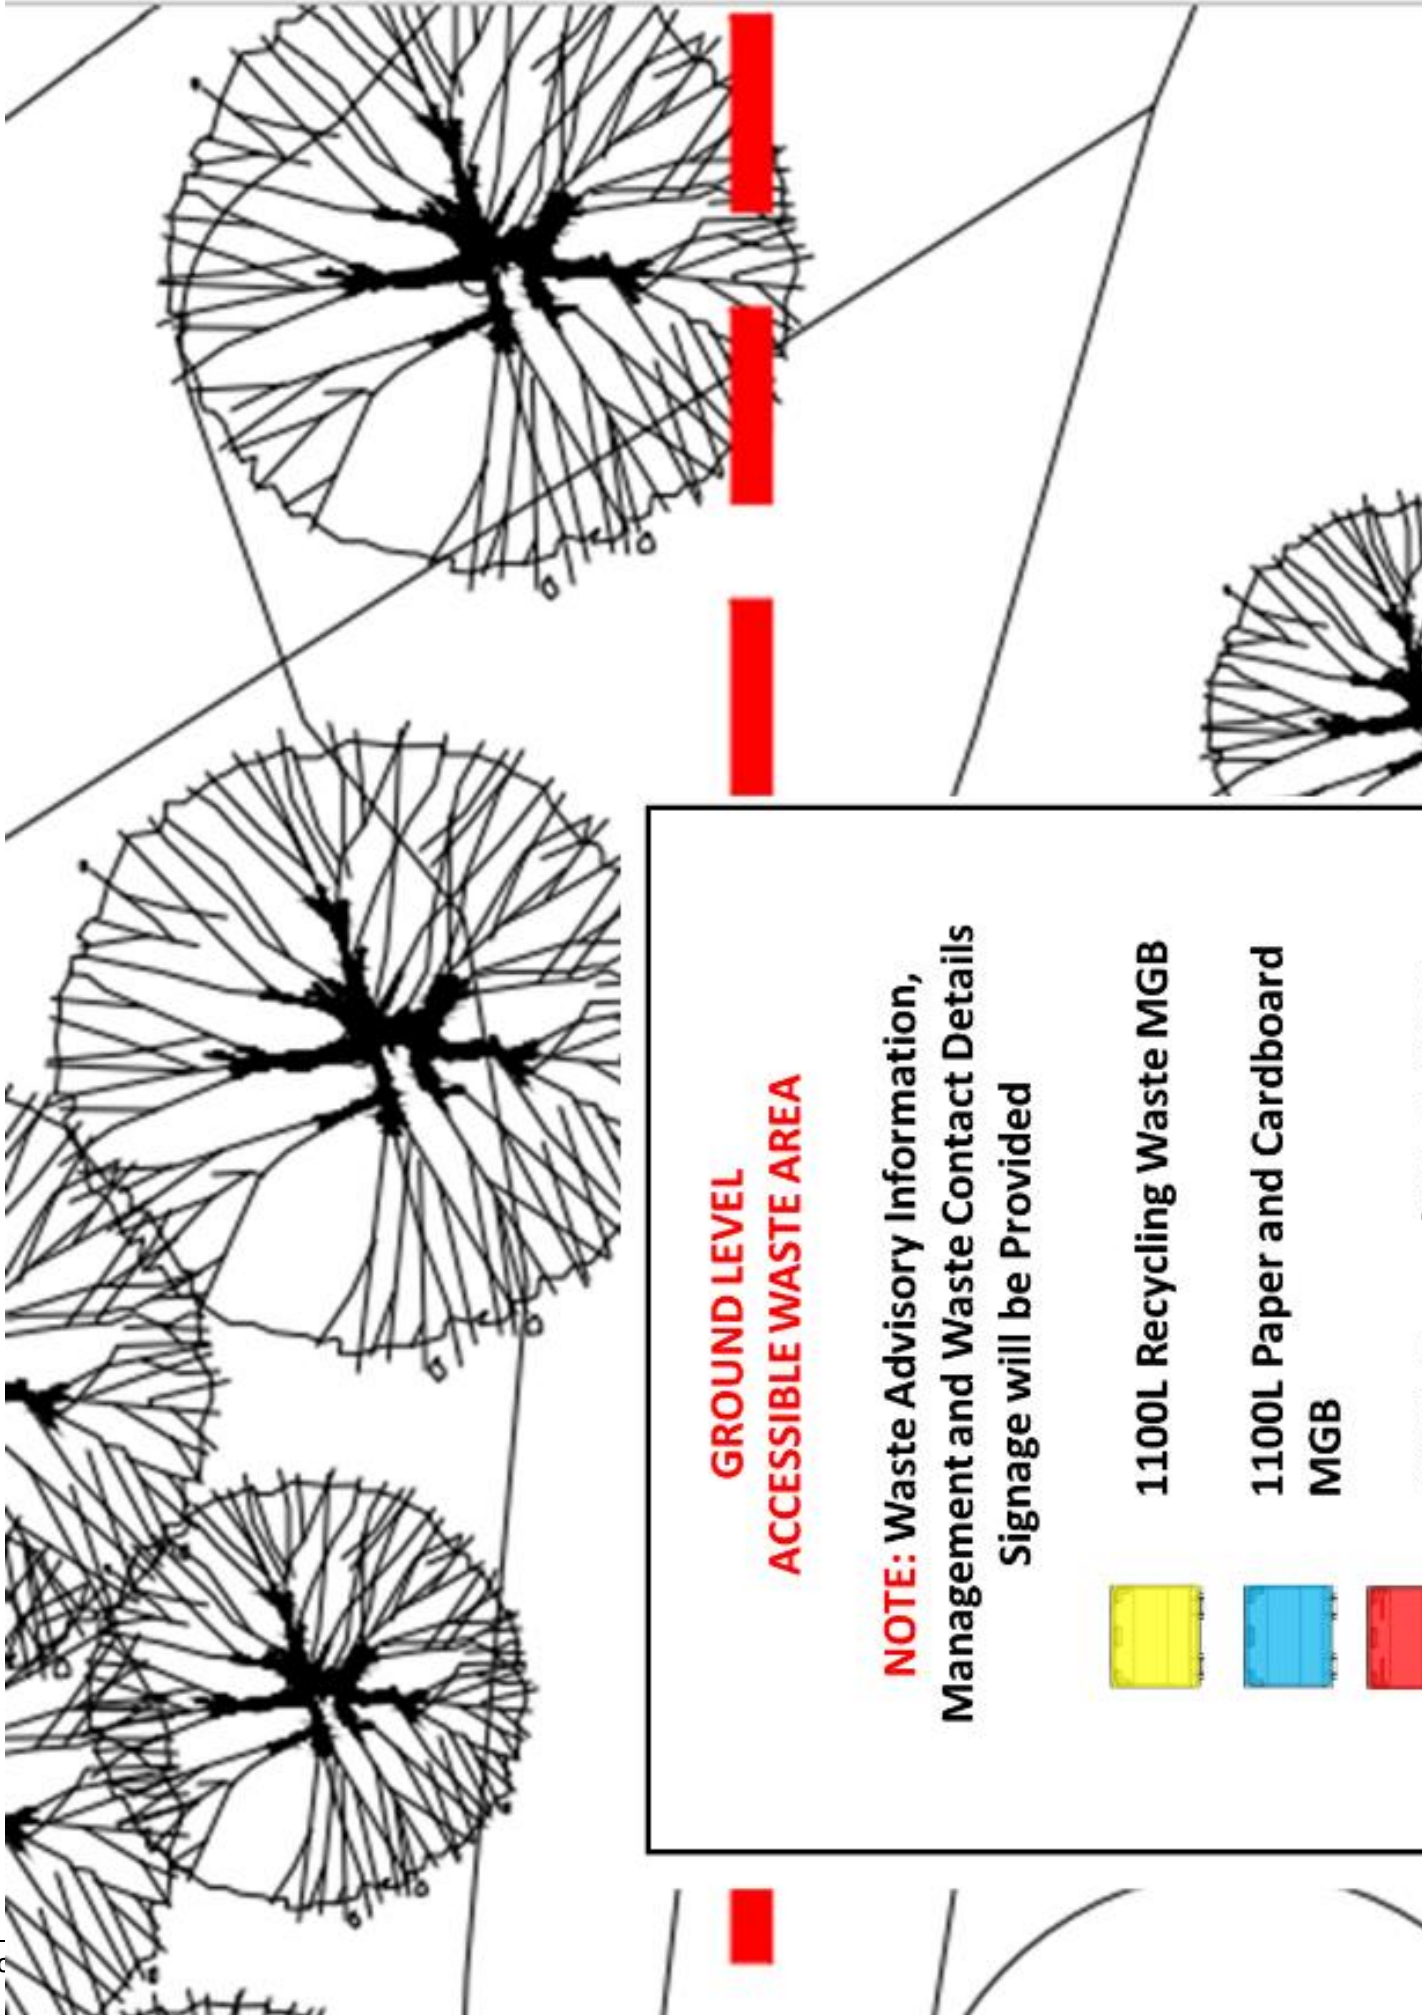 GROUND LEVEL
ACCESSIBLE WASTE AREA
NOTE: Waste Advisory Information,
Management and Waste Contact Details
Signage will be Provided
1100L Recycling Waste MGB
1100L Paper and Cardboard
MGB